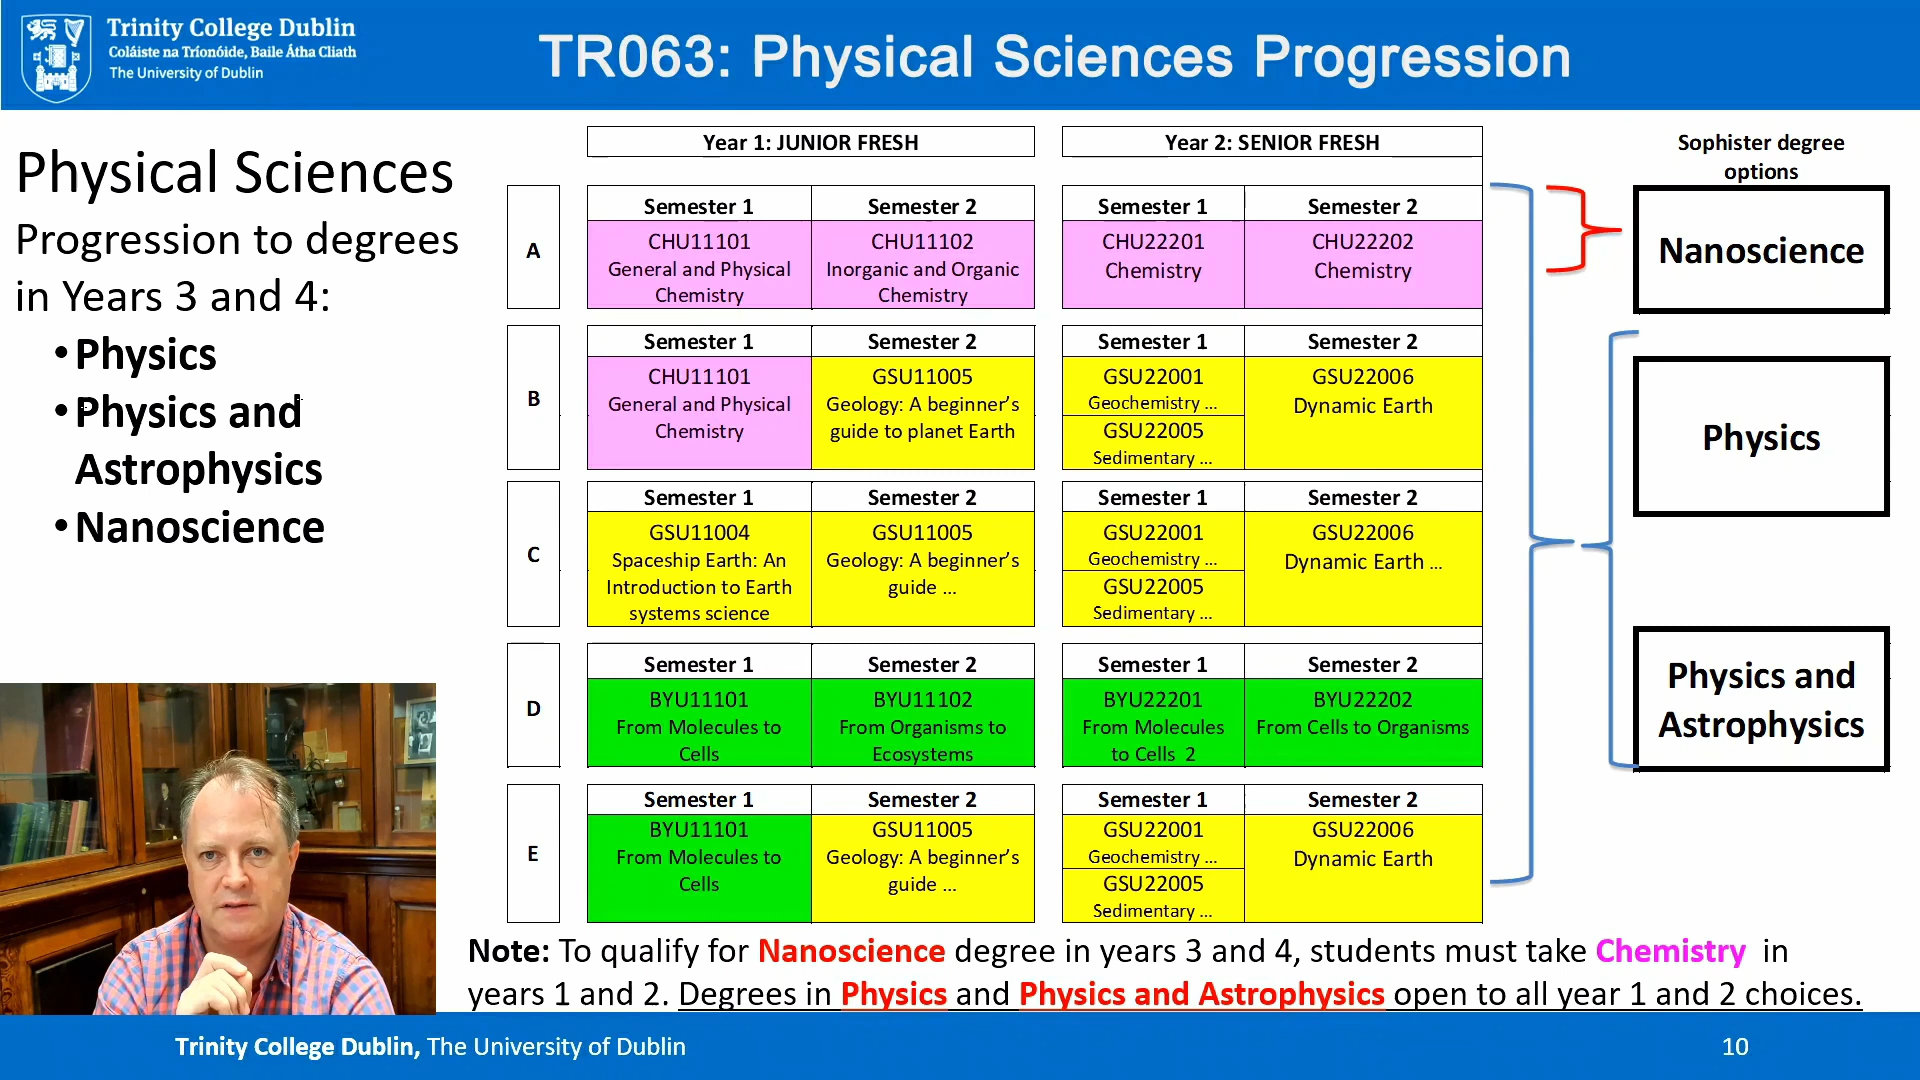 Trinity College Dublin
Coláiste na Tríonóide, Baile Átha Cliath
The University of Dublin
TR063: Physical Sciences Progression
Physical Sciences
Progression to degrees
in Years 3 and 4:
•Physics
•Physics and
Astrophysics
•Nanoscience
Year 1: JUNIOR FRESH
Year 2: SENIOR FRESH
Sophister degree
options
A
Semester 1
CHU11101
General and Physical
Chemistry
Semester 2
CHU11102
Inorganic and Organic
Chemistry
Semester 1
CHU22201
Chemistry
Semester 2
CHU22202
Chemistry
B
Semester 1
CHU11101
General and Physical
Chemistry
Semester 2
GSU11005
Geology: A beginner’s
guide to planet Earth
Semester 1
GSU22001
Geochemistry ...
GSU22005
Sedimentary ...
Semester 2
GSU22006
Dynamic Earth
C
Semester 1
GSU11004
Spaceship Earth: An
Introduction to Earth
systems science
Semester 2
GSU11005
Geology: A beginner’s
guide ...
Semester 1
GSU22001
Geochemistry ...
GSU22005
Sedimentary ...
Semester 2
GSU22006
Dynamic Earth ...
D
Semester 1
BYU11101
From Molecules to
Cells
Semester 2
BYU11102
From Organisms to
Ecosystems
Semester 1
BYU22201
From Molecules
to Cells 2
Semester 2
BYU22202
From Cells to Organisms
E
Semester 1
BYU11101
From Molecules to
Cells
Semester 2
GSU11005
Geology: A beginner’s
guide ...
Semester 1
GSU22001
Geochemistry ...
GSU22005
Sedimentary ...
Semester 2
GSU22006
Dynamic Earth
Nanoscience
Physics
Physics and
Astrophysics
Note: To qualify for Nanoscience degree in years 3 and 4, students must take Chemistry in
years 1 and 2. Degrees in Physics and Physics and Astrophysics open to all year 1 and 2 choices.
Trinity College Dublin, The University of Dublin
10